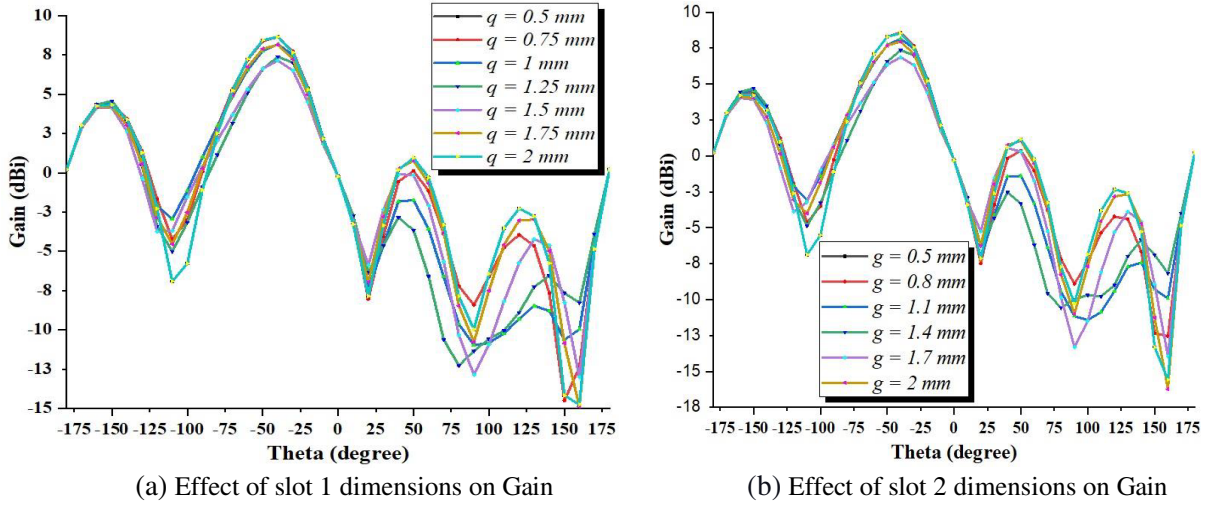 10
8
5
3
0
-3
-5
-8
-10
-13
-15
Gain (dBi)
-175 -150 -125 -100 -75 -50 -25 0 25 50 75 100 125 150 175
Theta (degree)
q = 0.5 mm
q = 0.75 mm
q = 1 mm
q = 1.25 mm
q = 1.5 mm
q = 1.75 mm
q = 2 mm
(a) Effect of slot 1 dimensions on Gain
10
8
5
3
0
-3
-5
-8
-10
-13
-15
-18
Gain (dBi)
-175 -150 -125 -100 -75 -50 -25 0 25 50 75 100 125 150 175
Theta (degree)
g = 0.5 mm
g = 0.8 mm
g = 1.1 mm
g = 1.4 mm
g = 1.7 mm
g = 2 mm
(b) Effect of slot 2 dimensions on Gain